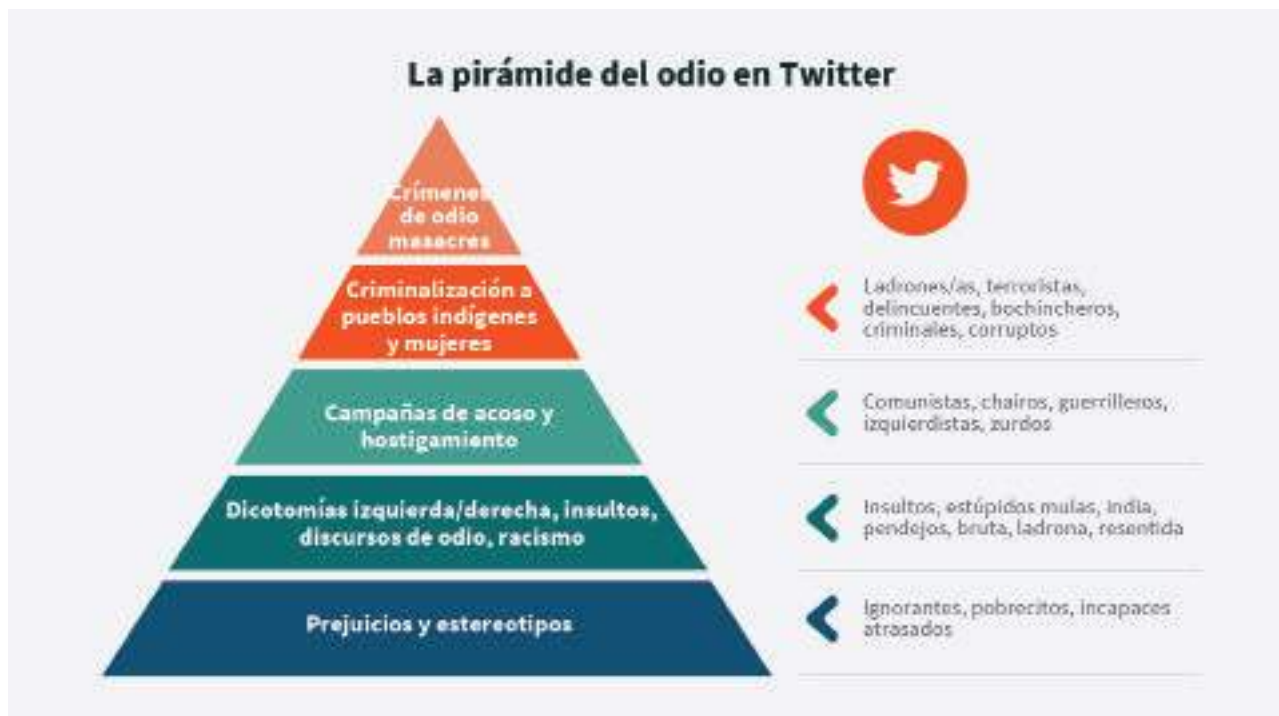 La pirámide del odio en Twitter
Crímenes
de odio
masacres
Criminalización a
pueblos indígenes
y mujeres
Ladrones/as, terroristas,
delincuentes, bochincheros,
criminales, corruptos
Campañas de acoso y
hostigamiento
Comunistas, chairos, guerrilleros,
izquierdistas, zurdos
Dicotomías izquierda/derecha, insultos,
discursos de odio, racismo
Insultos, estúpidos mulas, india,
pendejos, bruta, ladrona, resentida
Prejuicios y estereotipos
Ignorantes, pobrecitos, incapaces
atrasados